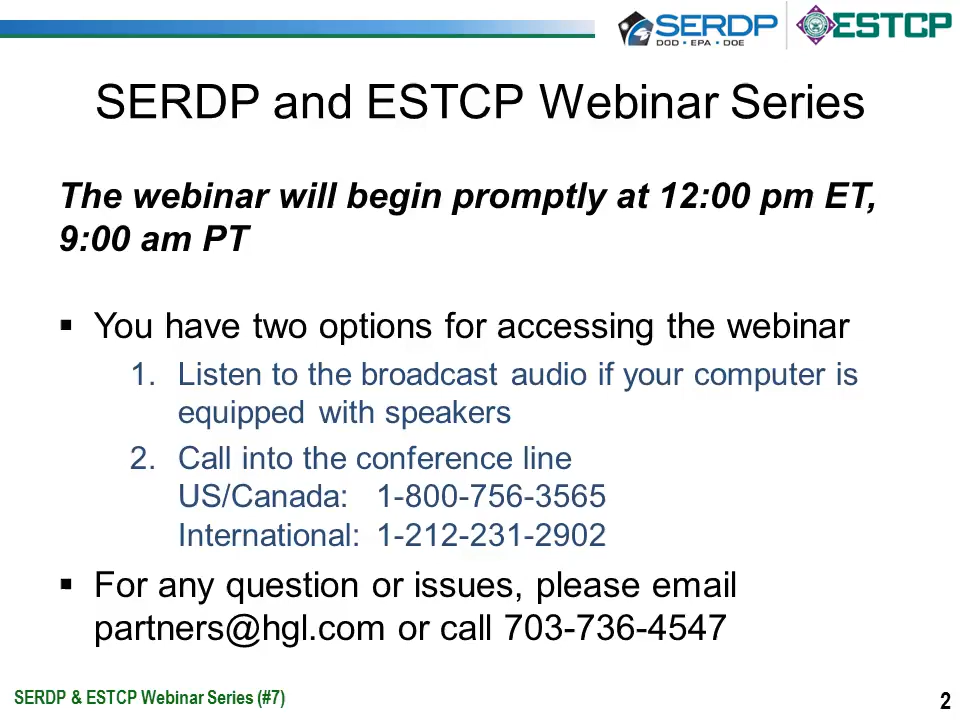 SERDP
DOD • EPA • DOE
ESTCP
SERDP and ESTCP Webinar Series
The webinar will begin promptly at 12:00 pm ET,
9:00 am PT
▪ You have two options for accessing the webinar
1. Listen to the broadcast audio if your computer is
equipped with speakers
2. Call into the conference line
US/Canada: 1-800-756-3565
International: 1-212-231-2902
▪ For any question or issues, please email
partners@hgl.com or call 703-736-4547
SERDP & ESTCP Webinar Series (#7)
2